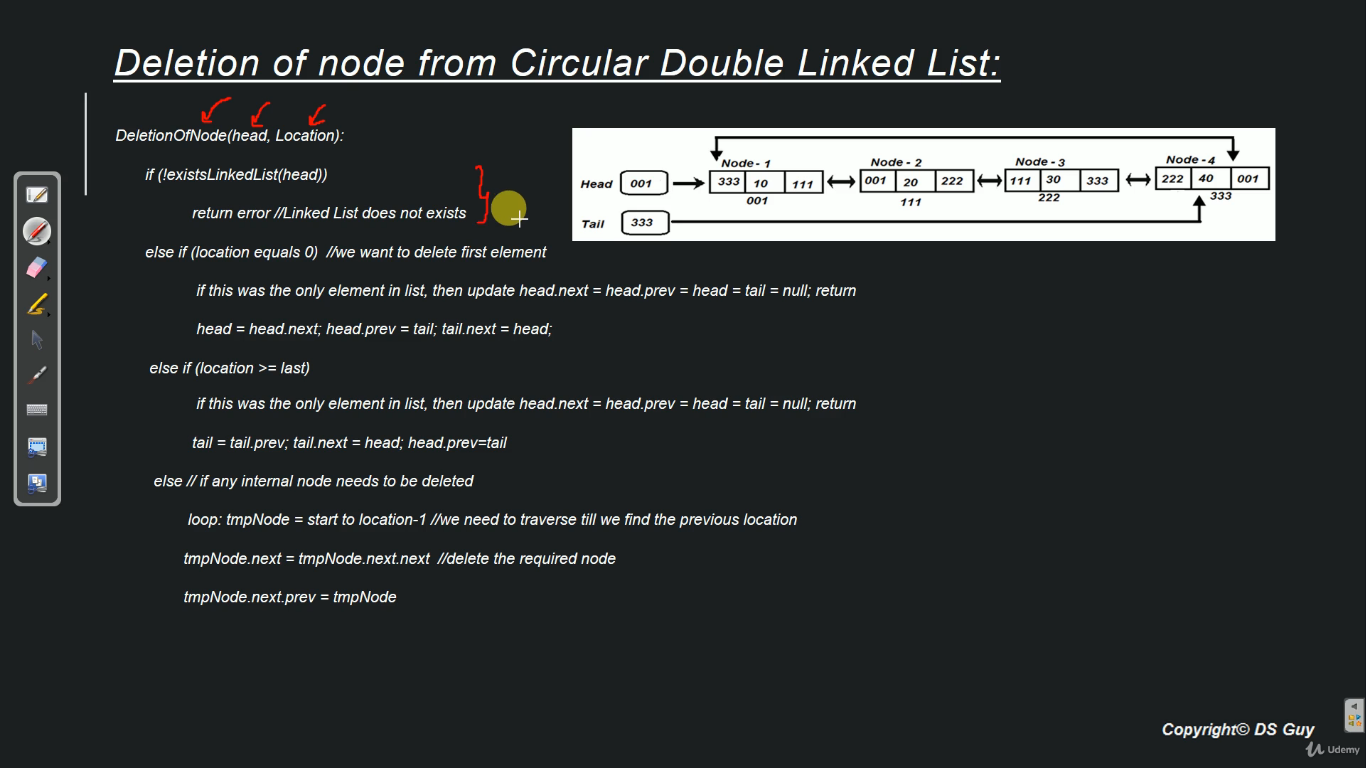 Deletion of node from Circular Double Linked List:
DeletionOfNode(head, Location):
if (!existsLinkedList(head))
return error //Linked List does not exists
else if (location equals 0) //we want to delete first element
if this was the only element in list, then update head.next = head.prev = head = tail = null; return
head = head.next; head.prev = tail; tail.next = head;
else if (location >= last)
if this was the only element in list, then update head.next = head.prev = head = tail = null; return
tail = tail.prev; tail.next = head; head.prev=tail
else // if any internal node needs to be deleted
loop: tmpNode = start to location-1 //we need to traverse till we find the previous location
tmpNode.next = tmpNode.next.next //delete the required node
tmpNode.next.prev = tmpNode
Node - 1 Node - 2 Node - 3 Node - 4
Head 001 333 10 111 001 20 222 111 30 333 222 40 001
001 111 222 333
Tail 333
Copyright© DS Guy
Udemy